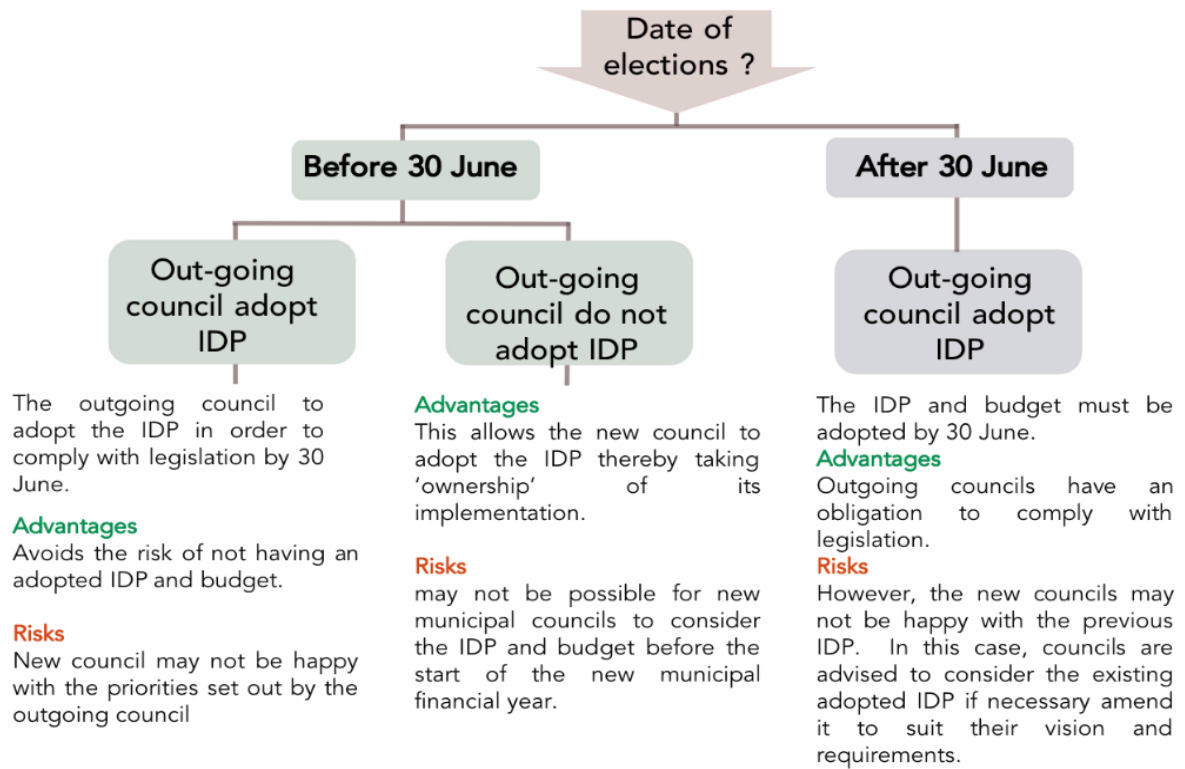 Date of
elections ?
Before 30 June
After 30 June
Out-going
council adopt
IDP
Out-going
council do not
adopt IDP
Out-going
council adopt
IDP
The outgoing council to
adopt the IDP in order to
comply with legislation by 30
June.
Advantages
Avoids the risk of not having an
adopted IDP and budget.
Risks
New council may not be happy
with the priorities set out by the
outgoing council
Advantages
This allows the new council to
adopt the IDP thereby taking
‘ownership’ of its
implementation.
Risks
may not be possible for new
municipal councils to consider
the IDP and budget before the
start of the new municipal
financial year.
The IDP and budget must be
adopted by 30 June.
Advantages
Outgoing councils have an
obligation to comply with
legislation.
Risks
However, the new councils may
not be happy with the previous
IDP. In this case, councils are
advised to consider the existing
adopted IDP if necessary amend
it to suit their vision and
requirements.